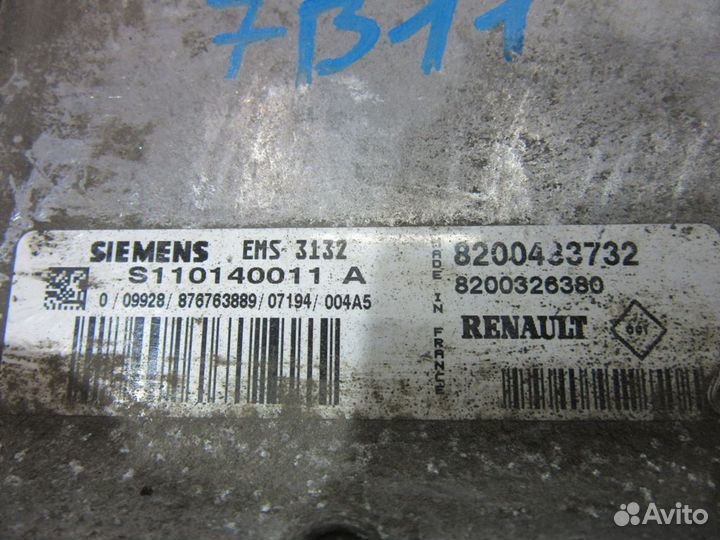 7B11
SIEMENS EMS 3132
S110140011 A
0 / 09928 / 876763889 / 07194 / 004A5
MADE IN FRANCE
8200483732
8200326380
RENAULT
Avito